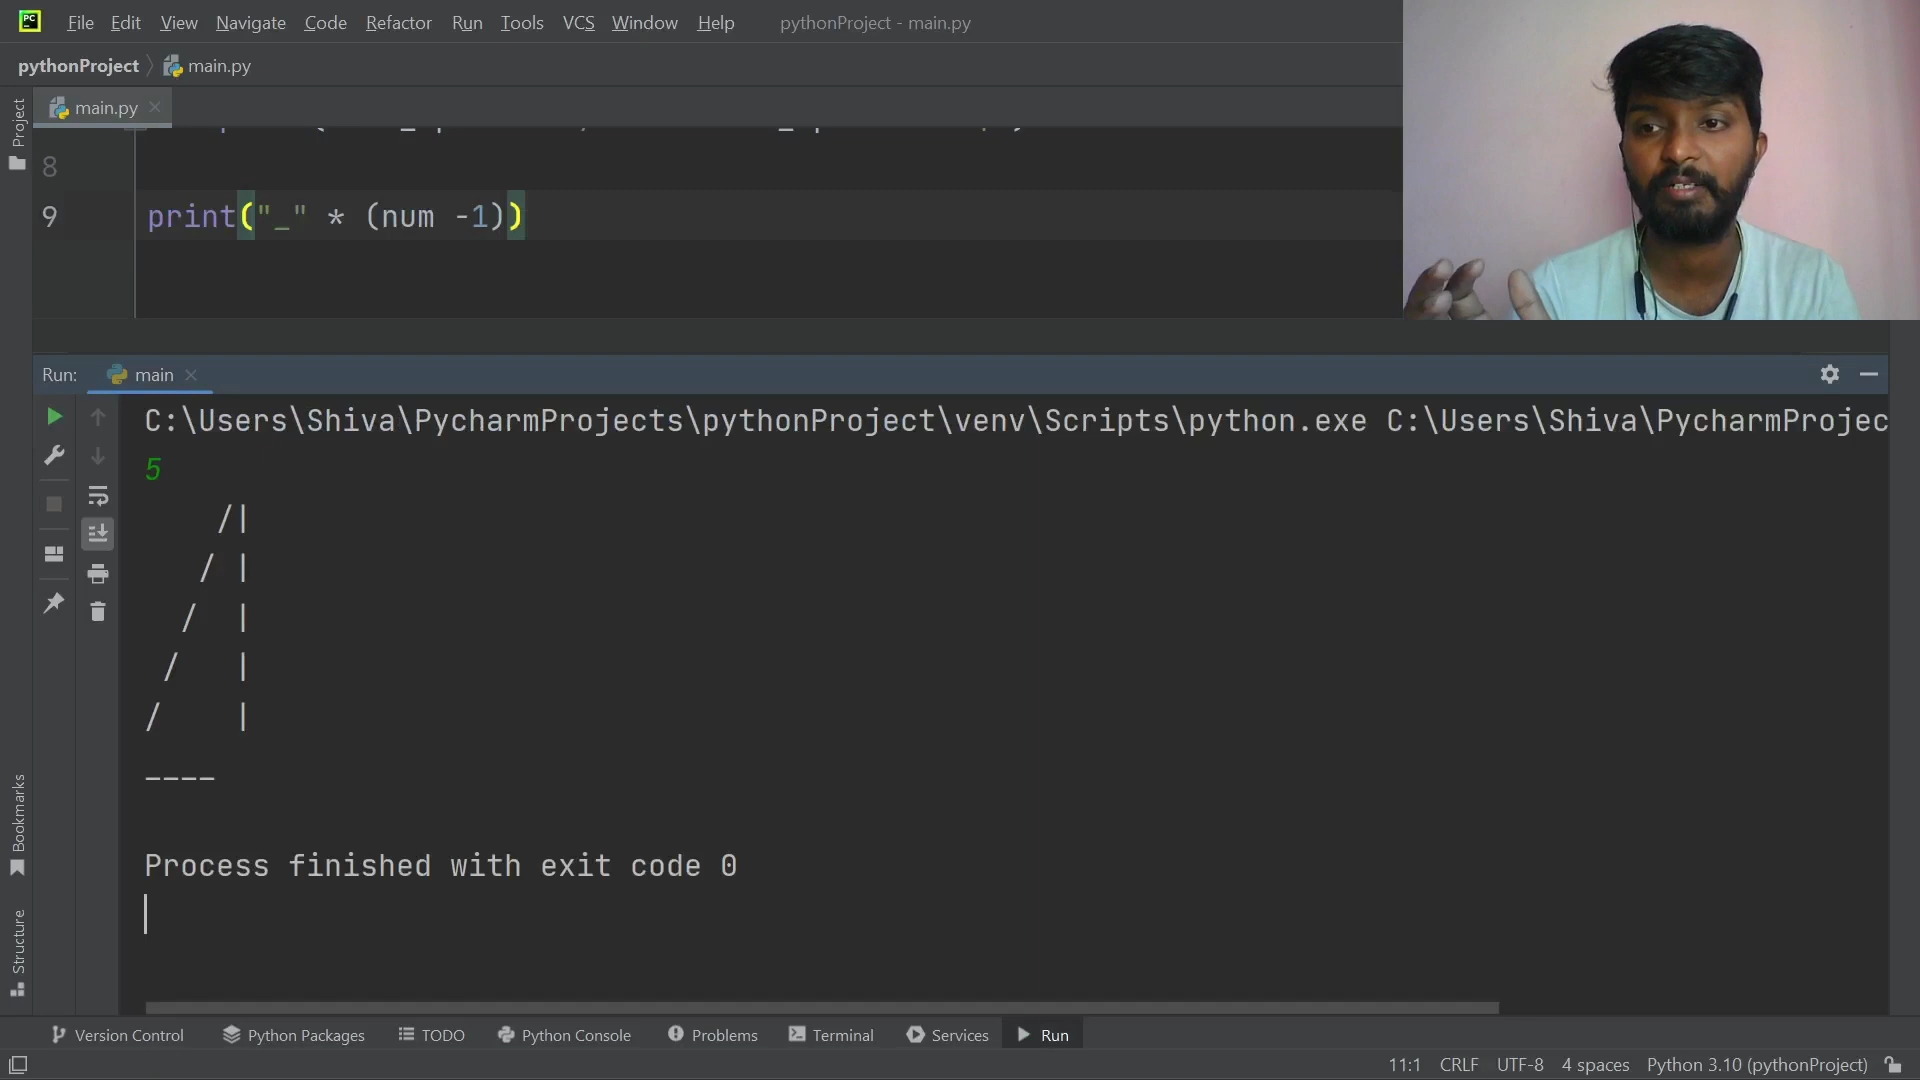 PC
File Edit View Navigate Code Refactor Run Tools VCS Window Help pythonProject - main.py
pythonProject main.py
Project
main.py
8
9 print("_" * (num -1))
Run: main
C:\Users\Shiva\PycharmProjects\pythonProject\venv\Scripts\python.exe C:\Users\Shiva\PycharmProjec
5
    /|
   / |
  /  |
 /   |
/    |
____
Process finished with exit code 0
Bookmarks
Structure
Version Control Python Packages TODO Python Console Problems Terminal Services Run
11:1 CRLF UTF-8 4 spaces Python 3.10 (pythonProject)